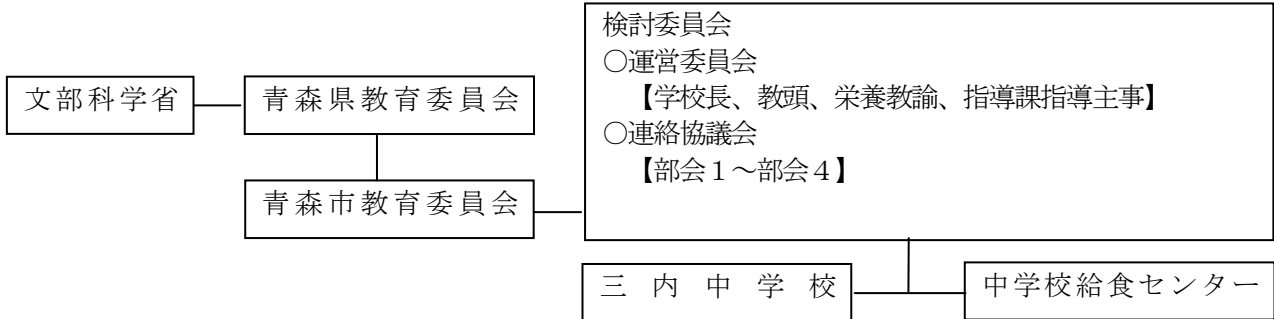 検討委員会
○運営委員会
【学校長、教頭、栄養教諭、指導課指導主事】
○連絡協議会
【部会１～部会４】
文部科学省
青森県教育委員会
青森市教育委員会
三内中学校
中学校給食センター